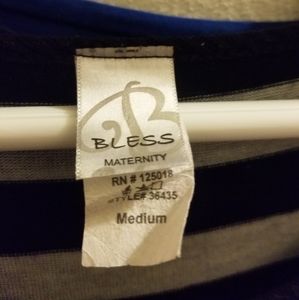 B
BLESS
MATERNITY
RN # 125018
STYLE# 36435
Medium